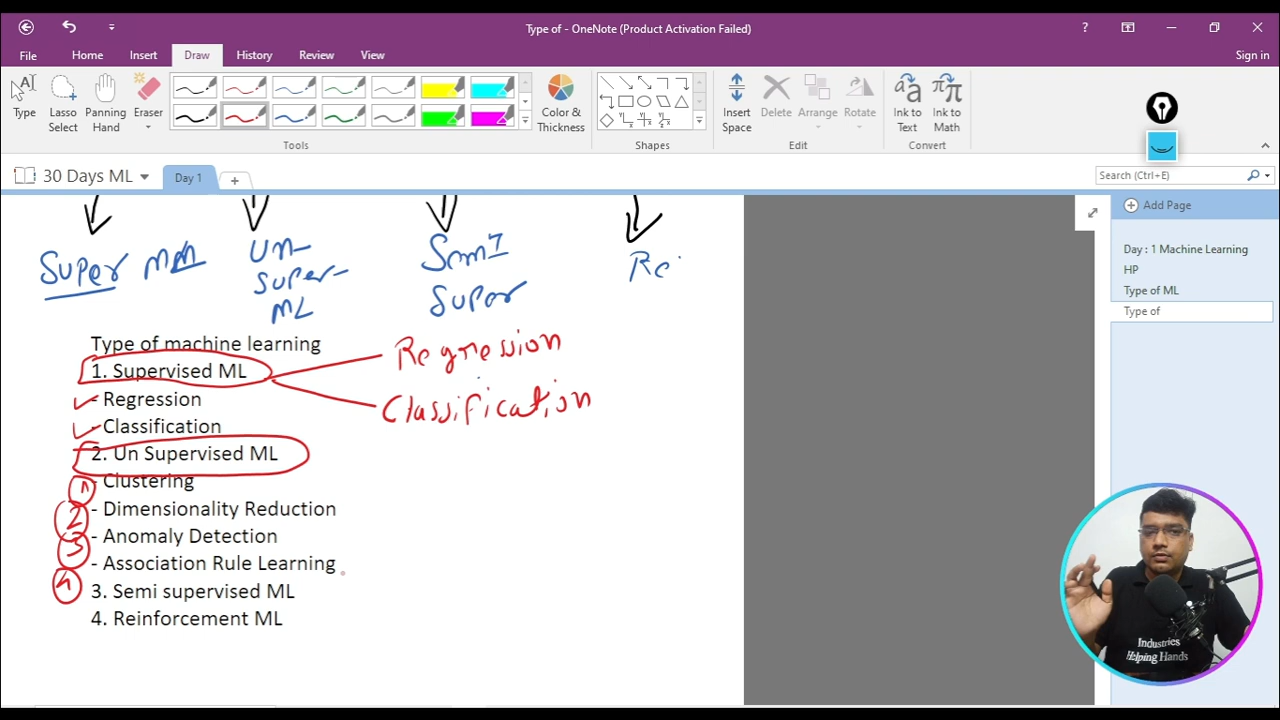 Type of - OneNote (Product Activation Failed)
File Home Insert Draw History Review View Sign in
Type
Lasso Select
Panning Hand
Eraser
Color & Thickness
Insert Space
Delete
Arrange
Rotate
Ink to Text
Ink to Math
Tools
Shapes
Edit
Convert
30 Days ML
Day 1
Search (Ctrl+E)
Add Page
Day : 1 Machine Learning
HP
Type of ML
Type of
Super ML
Un-
Super-
ML
SemI
Super
Re
Type of machine learning
1. Supervised ML
- Regression
- Classification
2. Un Supervised ML
- Clustering
- Dimensionality Reduction
- Anomaly Detection
- Association Rule Learning
3. Semi supervised ML
4. Reinforcement ML
Regression
Classification
1
2
3
4
Industries
Helping Hands